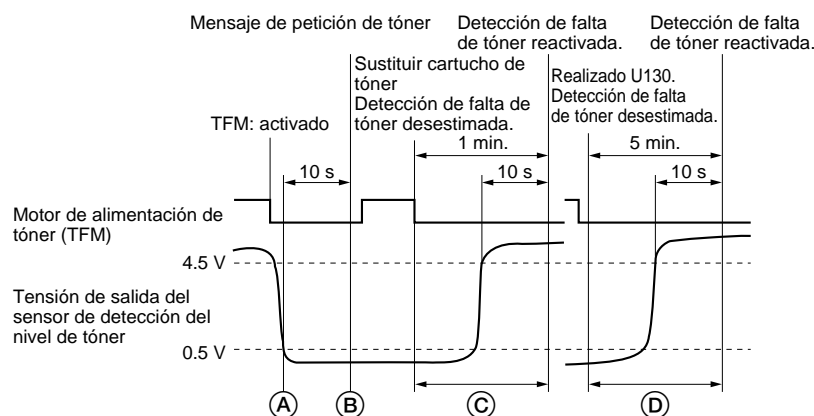 Mensaje de petición de tóner
Detección de falta
de tóner reactivada.
Detección de falta
de tóner reactivada.
Sustituir cartucho de
tóner
Detección de falta de
tóner desestimada.
Realizado U130.
Detección de falta
de tóner desestimada.
TFM: activado
1 min.
5 min.
10 s
10 s
10 s
Motor de alimentación de
tóner (TFM)
4.5 V
Tensión de salida del
sensor de detección del
nivel de tóner
0.5 V
A
B
C
D